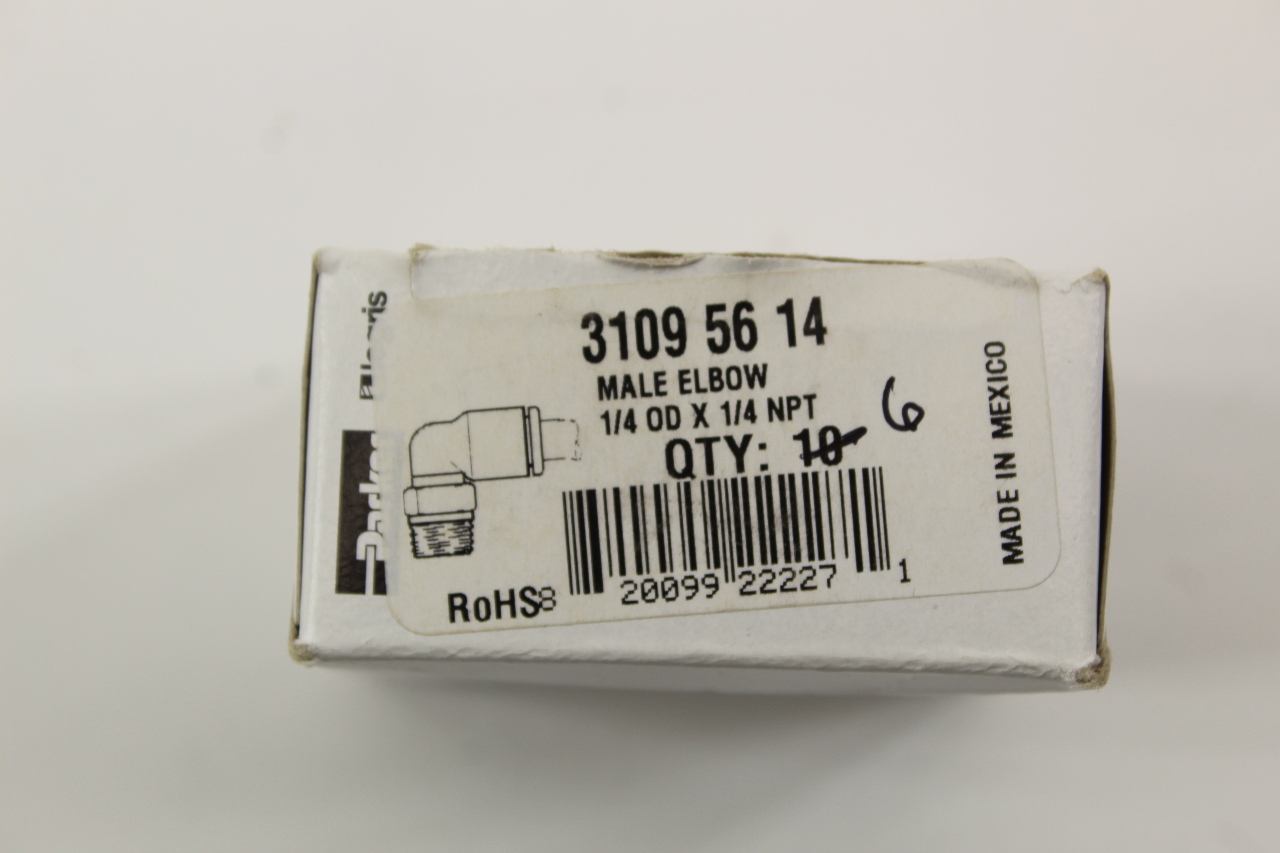 3109 56 14
MALE ELBOW
1/4 OD X 1/4 NPT
QTY: 10 6
RoHS
8 20099 22227 1
MADE IN MEXICO
Parker